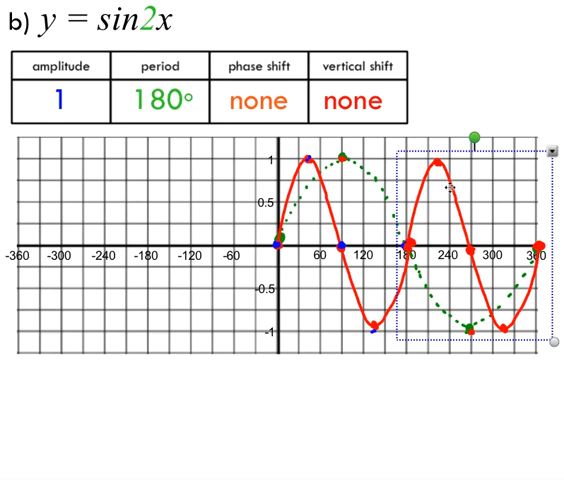 b) y = sin2x
amplitude period phase shift vertical shift
1 180° none none
1
0.5
-360 -300 -240 -180 -120 -60 60 120 180 240 300 360
-0.5
-1